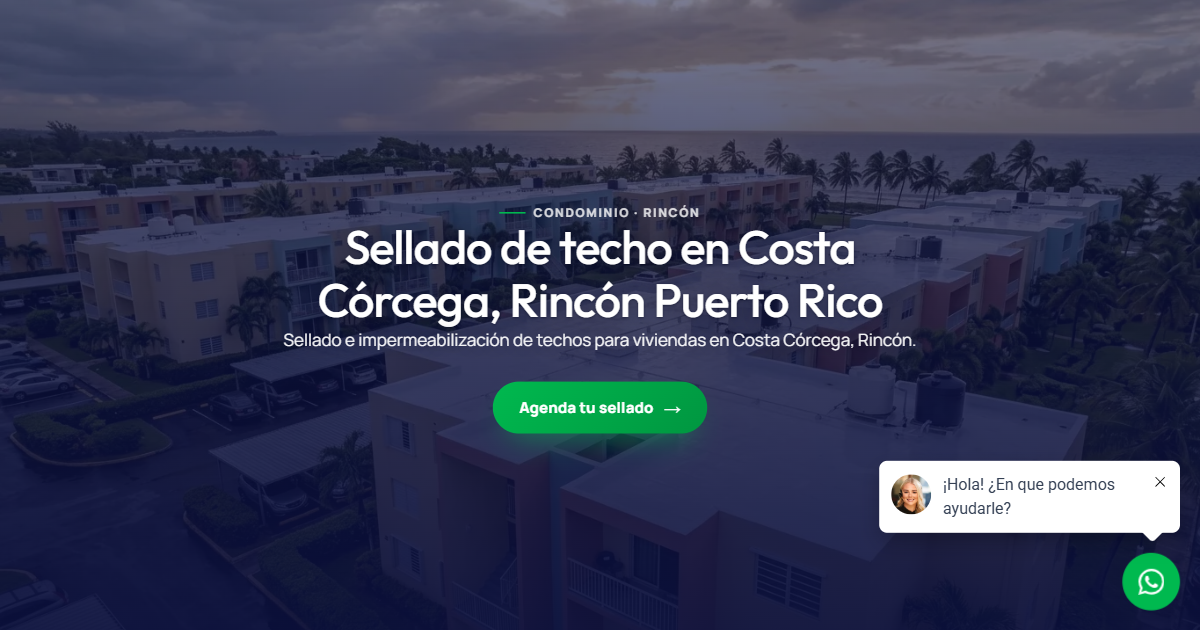 CONDOMINIO · RINCÓN
Sellado de techo en Costa
Córcega, Rincón Puerto Rico
Sellado e impermeabilización de techos para viviendas en Costa Córcega, Rincón.
Agenda tu sellado →
¡Hola! ¿En que podemos
ayudarle?